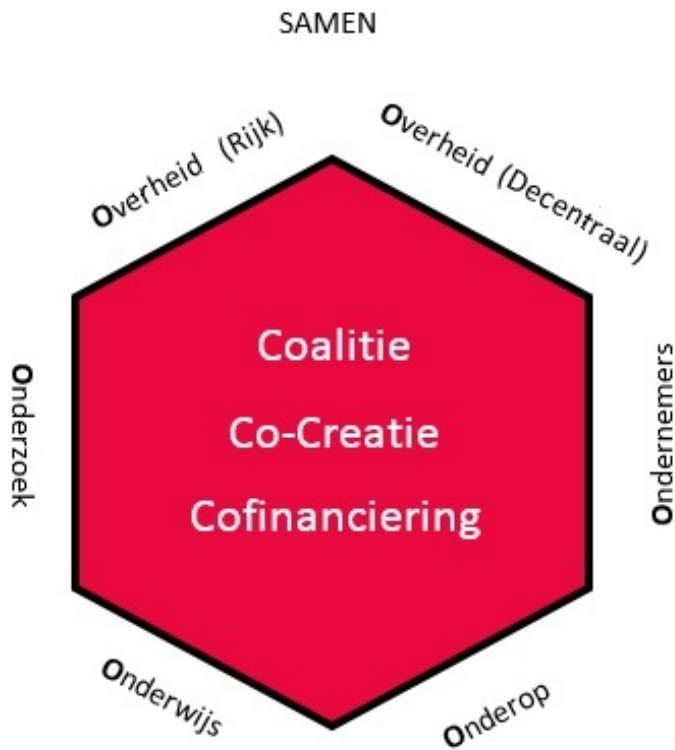 SAMEN
Overheid (Rijk)
Overheid (Decentraal)
Onderzoek
Coalitie
Co-Creatie
Cofinanciering
Ondernemers
Onderwijs
Onderop